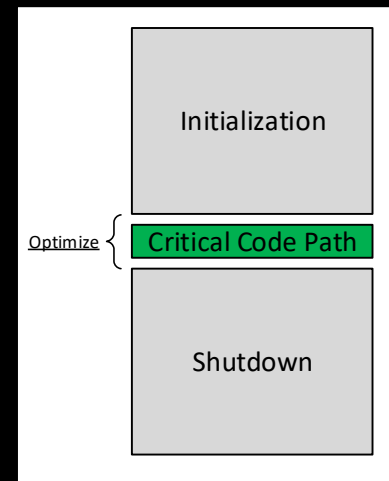 Initialization
Optimize
Critical Code Path
Shutdown